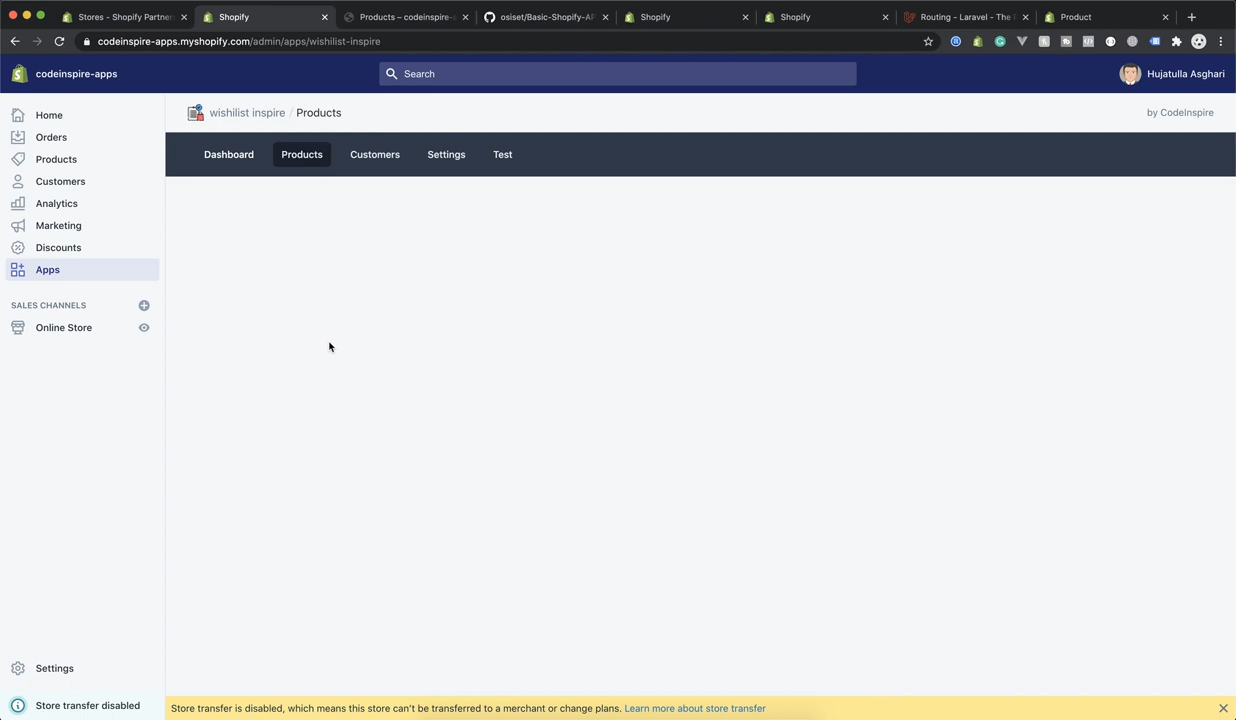 Stores - Shopify Partner
Shopify
Products – codeinspire-a
osiset/Basic-Shopify-AP
Shopify
Shopify
Routing - Laravel - The P
Product
codeinspire-apps.myshopify.com/admin/apps/wishilist-inspire
codeinspire-apps
Search
Hujatulla Asghari
Home
Orders
Products
Customers
Analytics
Marketing
Discounts
Apps
SALES CHANNELS
Online Store
Settings
Store transfer disabled
wishilist inspire / Products
by CodeInspire
Dashboard Products Customers Settings Test
Store transfer is disabled, which means this store can't be transferred to a merchant or change plans. Learn more about store transfer